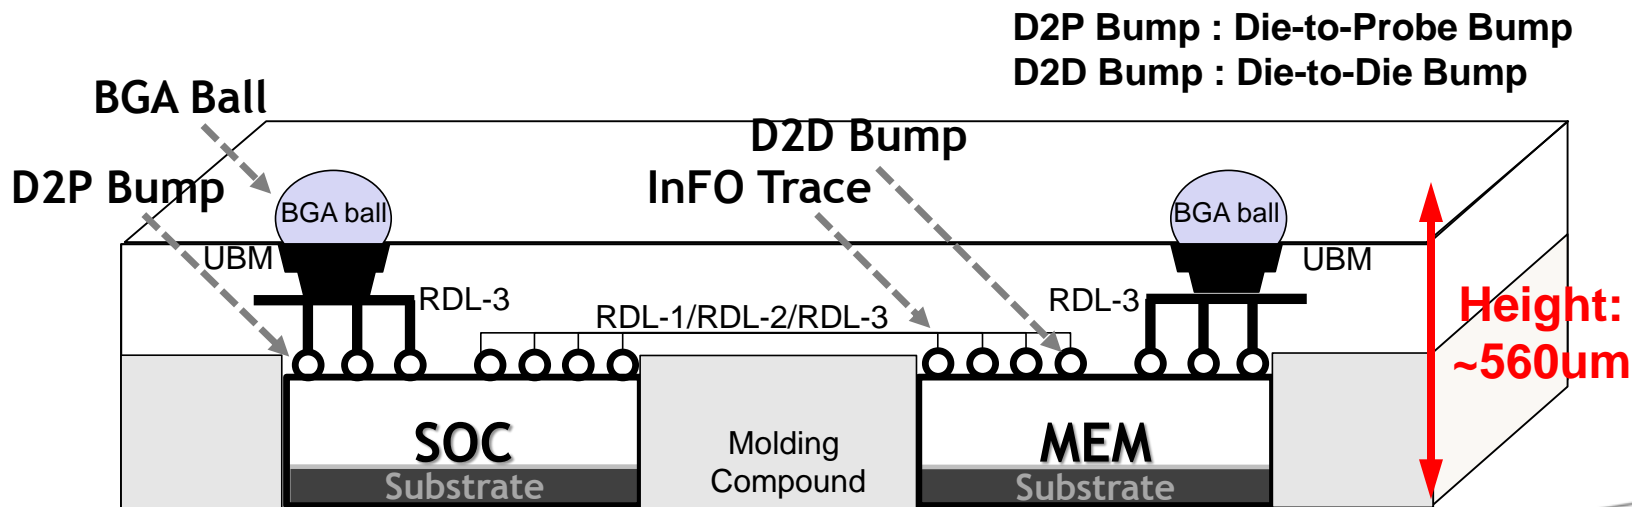 D2P Bump : Die-to-Probe Bump
D2D Bump : Die-to-Die Bump
BGA Ball
D2D Bump
D2P Bump
InFO Trace
BGA ball
BGA ball
UBM
UBM
RDL-3
RDL-3
RDL-1/RDL-2/RDL-3
Height:
~560um
SOC
Molding
Compound
MEM
Substrate
Substrate